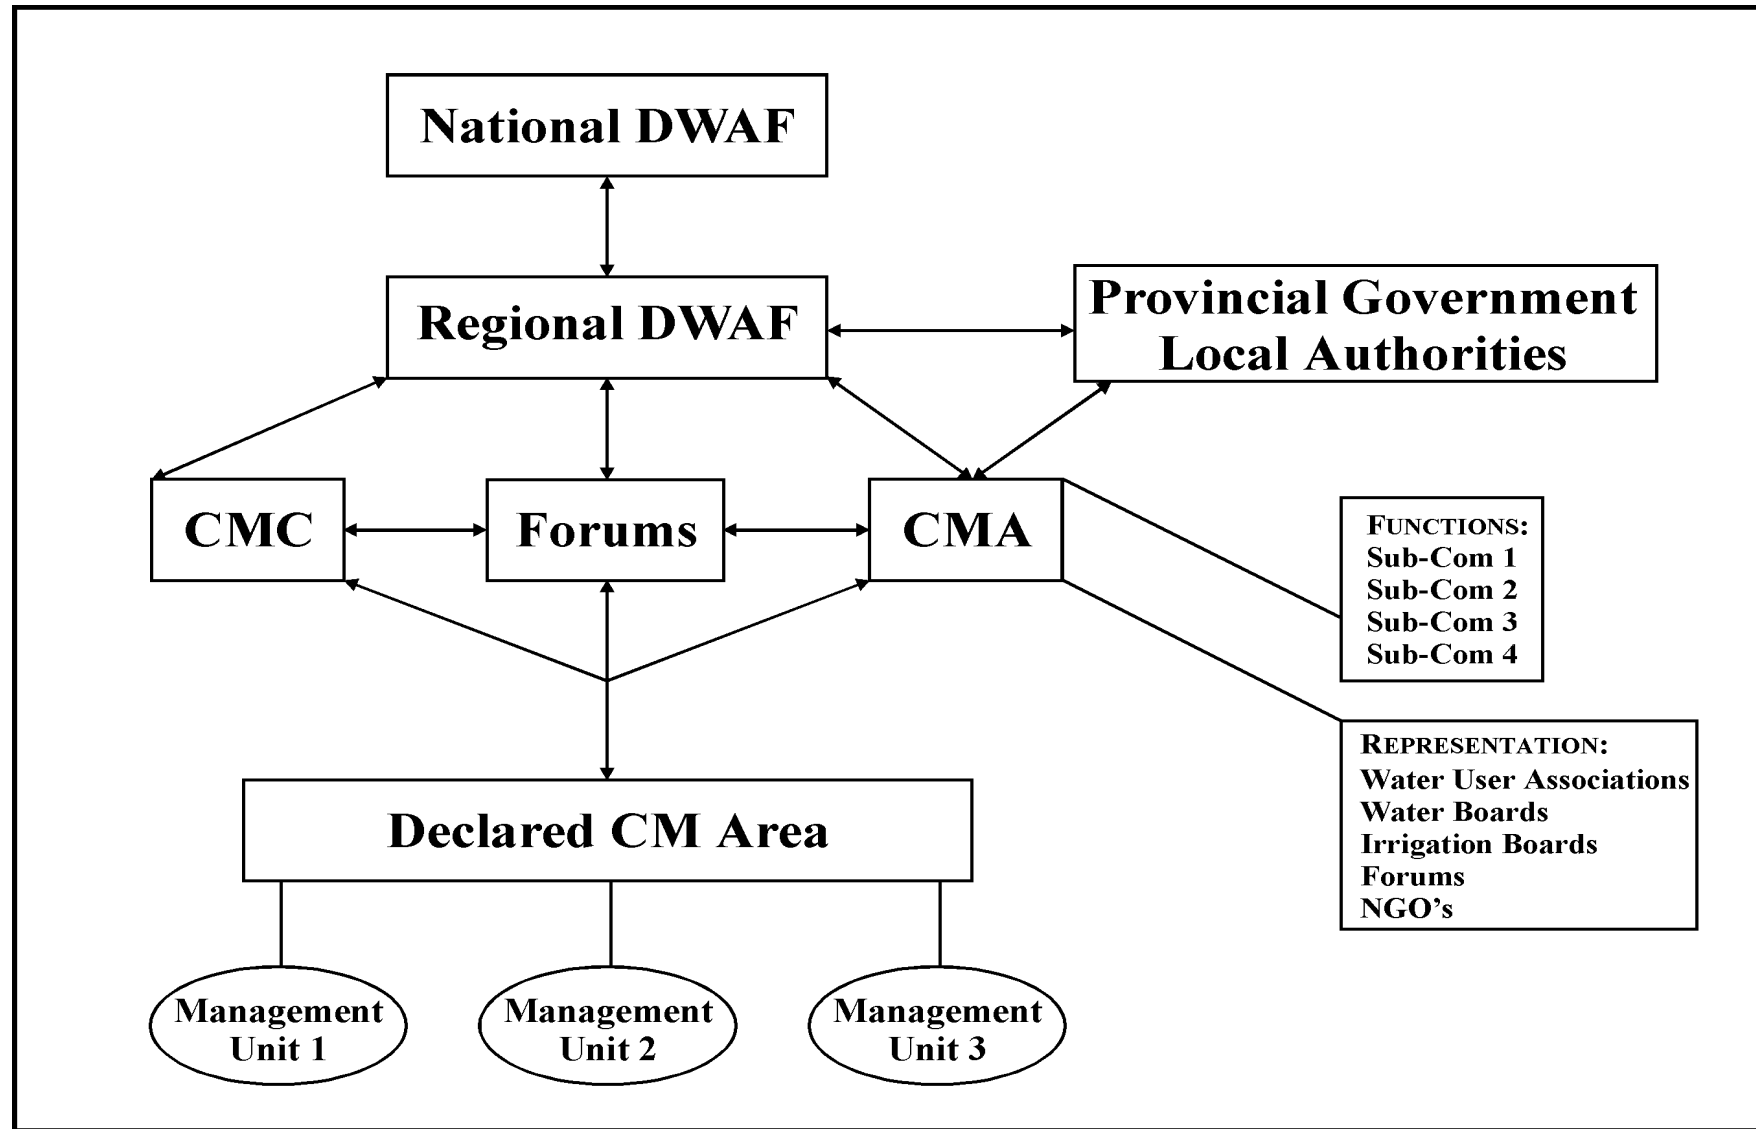 National DWAF
Regional DWAF
Provincial Government
Local Authorities
CMC
Forums
CMA
FUNCTIONS:
Sub-Com 1
Sub-Com 2
Sub-Com 3
Sub-Com 4
REPRESENTATION:
Water User Associations
Water Boards
Irrigation Boards
Forums
NGO’s
Declared CM Area
Management
Unit 1
Management
Unit 2
Management
Unit 3